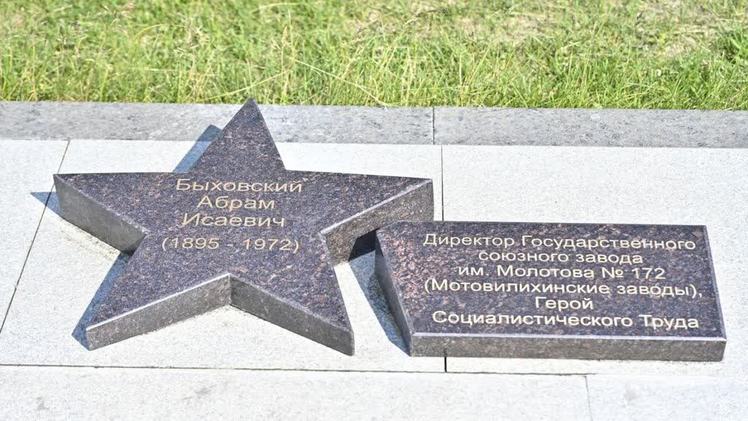 Быховский
Абрам
Исаевич
(1895 - 1972)
Директор Государственного
союзного завода
им. Молотова № 172
(Мотовилихинские заводы),
Герой
Социалистического Труда